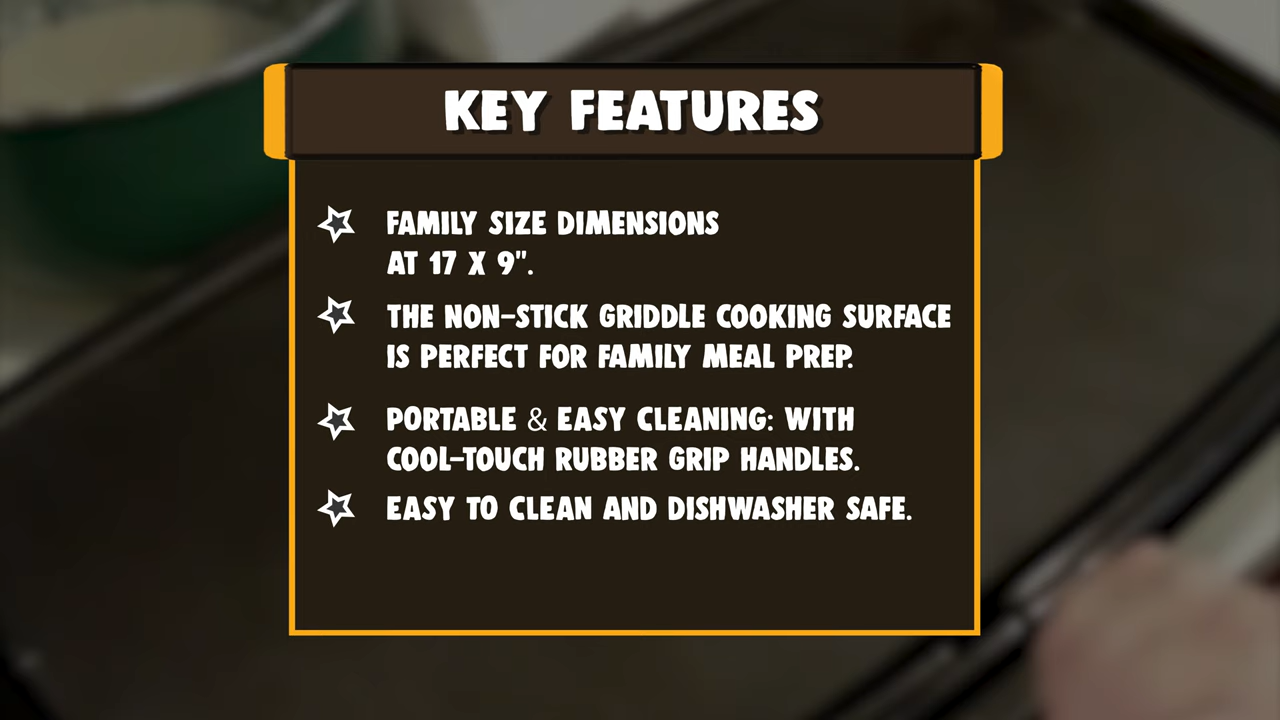 KEY FEATURES
FAMILY SIZE DIMENSIONS
AT 17 X 9".
THE NON-STICK GRIDDLE COOKING SURFACE
IS PERFECT FOR FAMILY MEAL PREP.
PORTABLE & EASY CLEANING: WITH
COOL-TOUCH RUBBER GRIP HANDLES.
EASY TO CLEAN AND DISHWASHER SAFE.